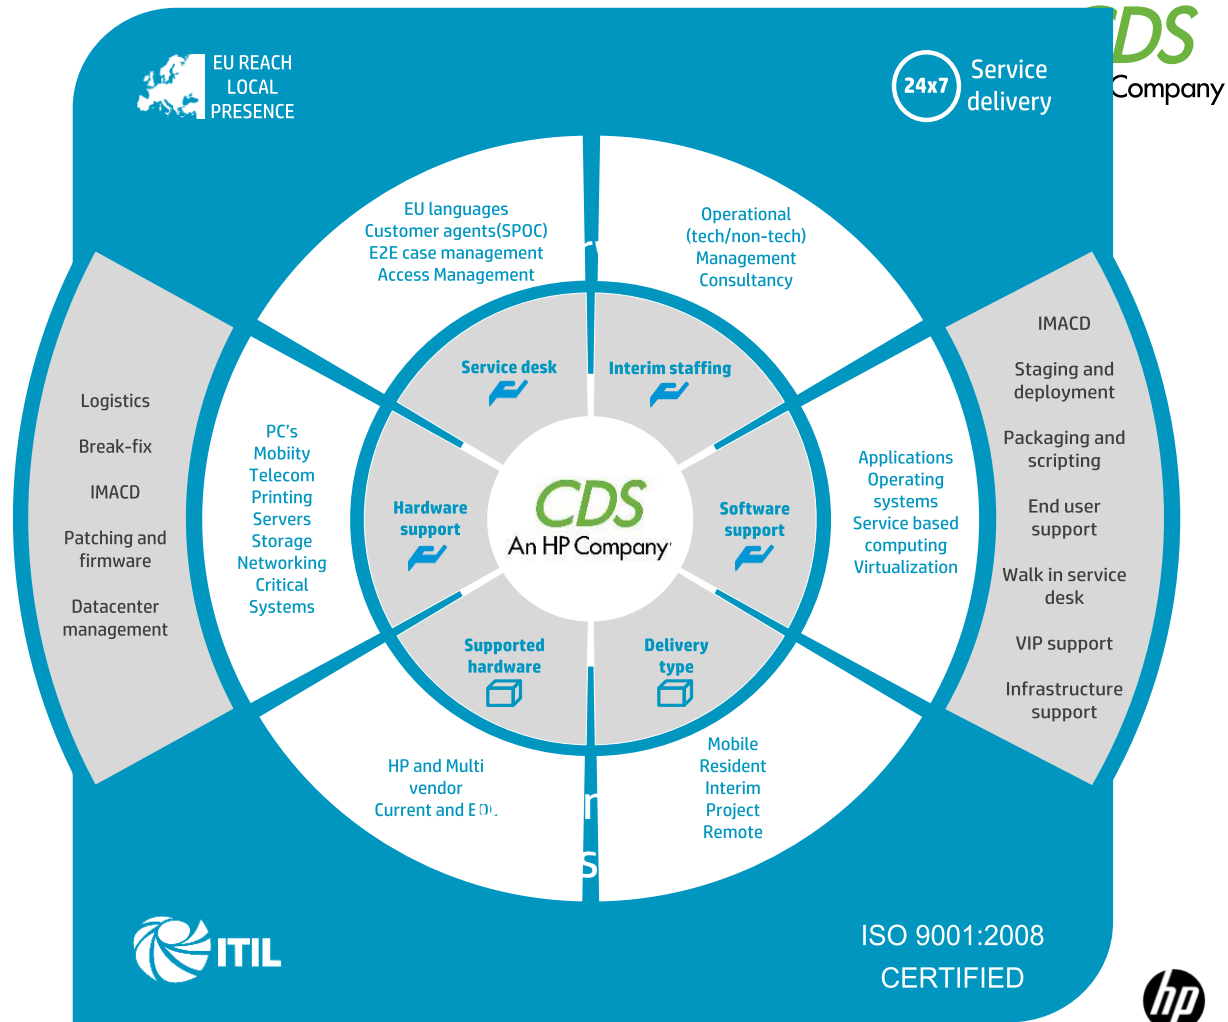 EU REACH
LOCAL
PRESENCE
24x7
Service
delivery
CDS
Company
EU languages
Customer agents(SPOC)
E2E case management
Access Management
Operational
(tech/non-tech)
Management
Consultancy
Service desk
Interim staffing
Logistics
Break-fix
IMACD
Patching and
firmware
Datacenter
management
PC’s
Mobiity
Telecom
Printing
Servers
Storage
Networking
Critical
Systems
Hardware
support
CDS
An HP Company
Software
support
Applications
Operating
systems
Service based
computing
Virtualization
IMACD
Staging and
deployment
Packaging and
scripting
End user
support
Walk in service
desk
VIP support
Infrastructure
support
Supported
hardware
Delivery
type
HP and Multi
vendor
Current and
Mobile
Resident
Interim
Project
Remote
ITIL
ISO 9001:2008
CERTIFIED
hp